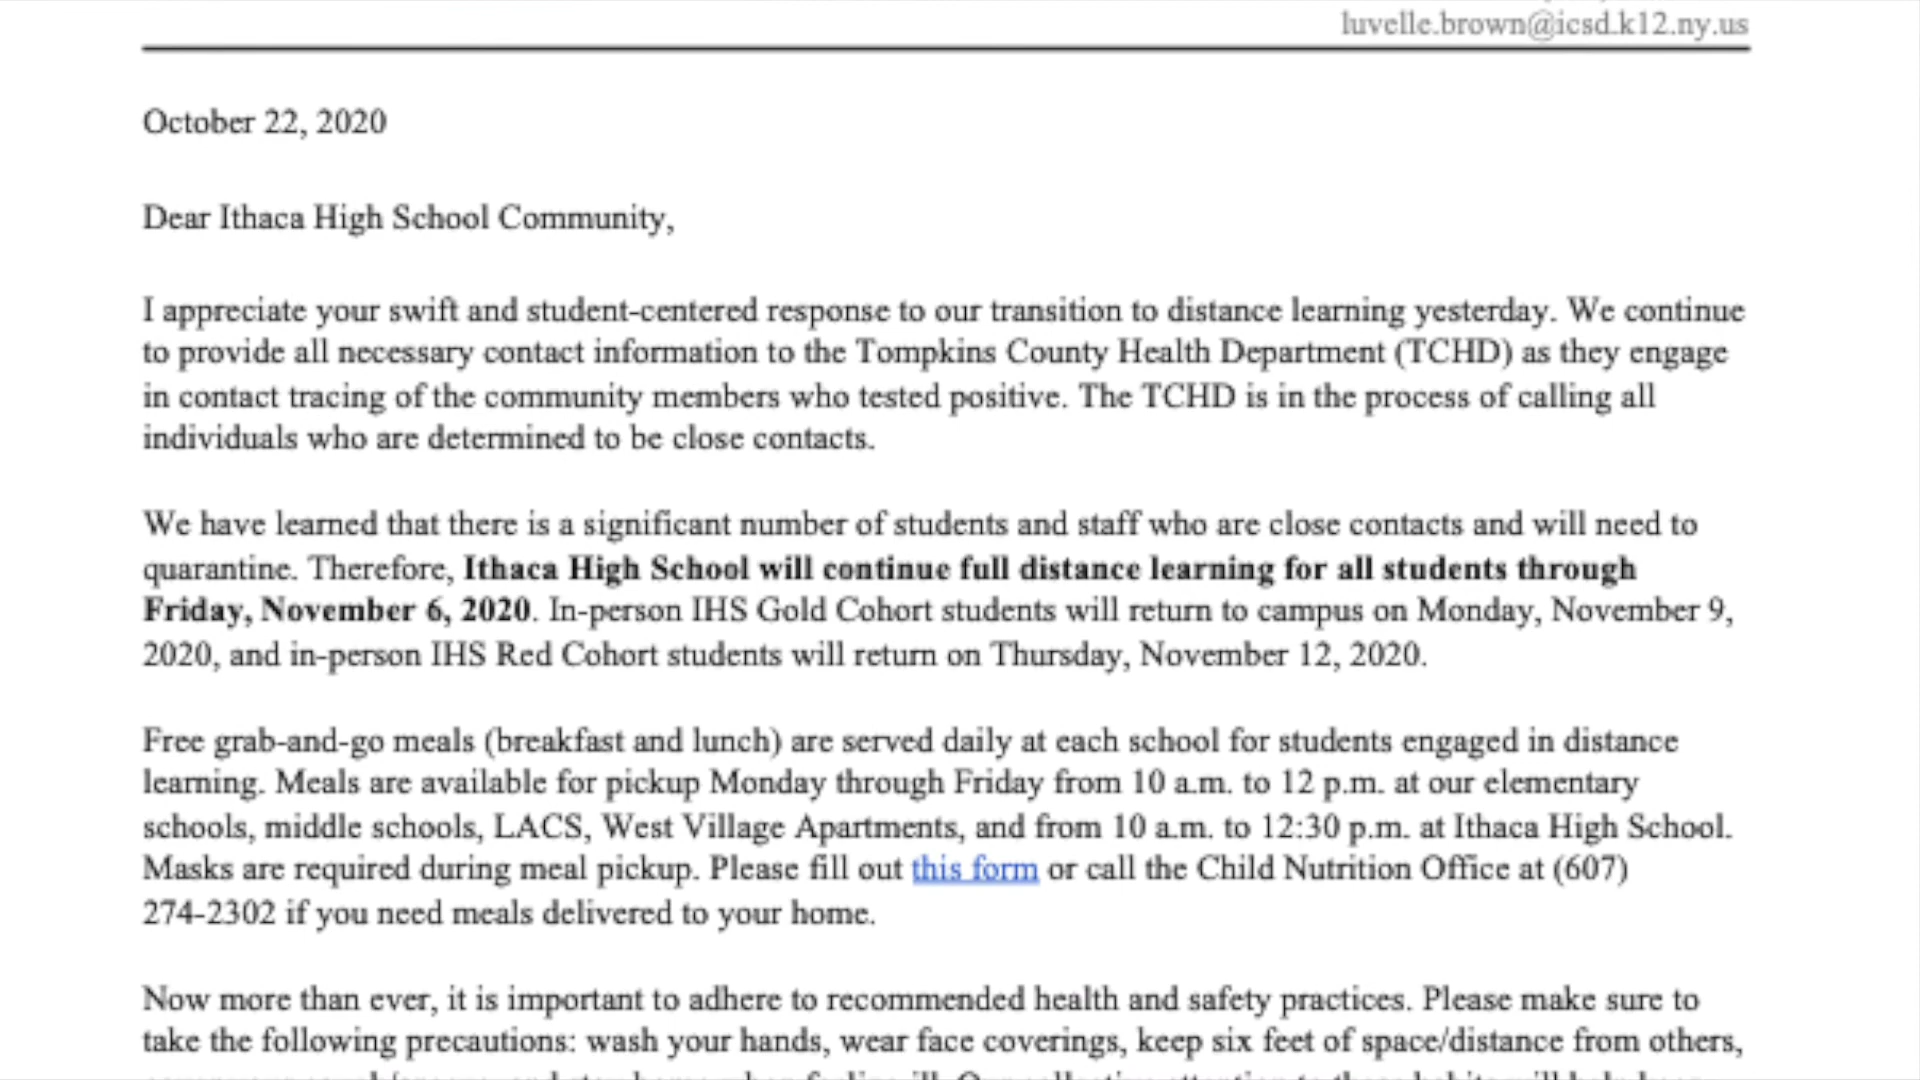 luvelle.brown@icsd.k12.ny.us
October 22, 2020
Dear Ithaca High School Community,
I appreciate your swift and student-centered response to our transition to distance learning yesterday. We continue
to provide all necessary contact information to the Tompkins County Health Department (TCHD) as they engage
in contact tracing of the community members who tested positive. The TCHD is in the process of calling all
individuals who are determined to be close contacts.
We have learned that there is a significant number of students and staff who are close contacts and will need to
quarantine. Therefore, Ithaca High School will continue full distance learning for all students through
Friday, November 6, 2020. In-person IHS Gold Cohort students will return to campus on Monday, November 9,
2020, and in-person IHS Red Cohort students will return on Thursday, November 12, 2020.
Free grab-and-go meals (breakfast and lunch) are served daily at each school for students engaged in distance
learning. Meals are available for pickup Monday through Friday from 10 a.m. to 12 p.m. at our elementary
schools, middle schools, LACS, West Village Apartments, and from 10 a.m. to 12:30 p.m. at Ithaca High School.
Masks are required during meal pickup. Please fill out this form or call the Child Nutrition Office at (607)
274-2302 if you need meals delivered to your home.
Now more than ever, it is important to adhere to recommended health and safety practices. Please make sure to
take the following precautions: wash your hands, wear face coverings, keep six feet of space/distance from others,